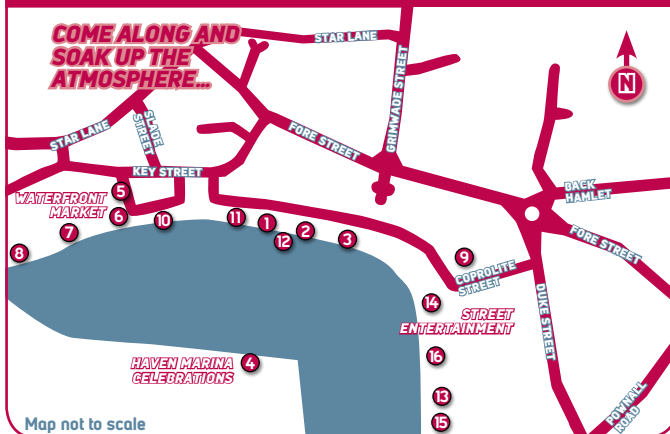 COME ALONG AND
SOAK UP THE
ATMOSPHERE...
STAR LANE
GRIMWADE STREET
N
STAR LANE
SLADE
STREET
FORE STREET
KEY STREET
BACK
HAMLET
WATERFRONT
MARKET
5
6
7
8
10
11
1
12
2
3
9
FORE STREET
COPROLITE
STREET
DUKE STREET
14
STREET
ENTERTAINMENT
16
HAVEN MARINA
CELEBRATIONS
4
13
15
POWNALL
ROAD
Map not to scale